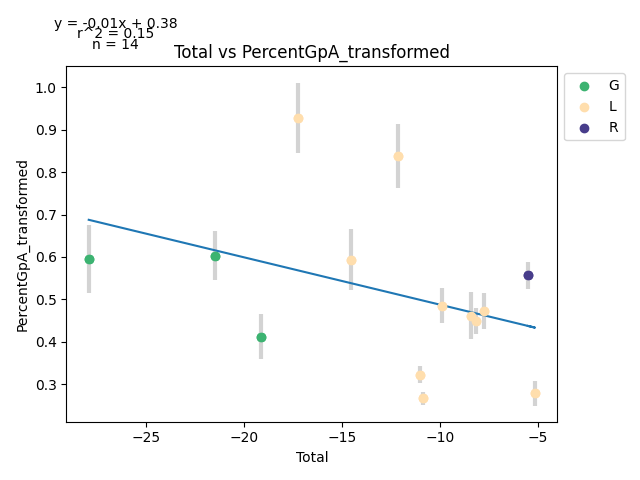 y = -0.01x + 0.38
r^2 = 0.15
n = 14
Total vs PercentGpA_transformed
G
L
R
1.0
0.9
0.8
0.7
0.6
0.5
0.4
0.3
PercentGpA_transformed
−25
−20
−15
−10
−5
Total